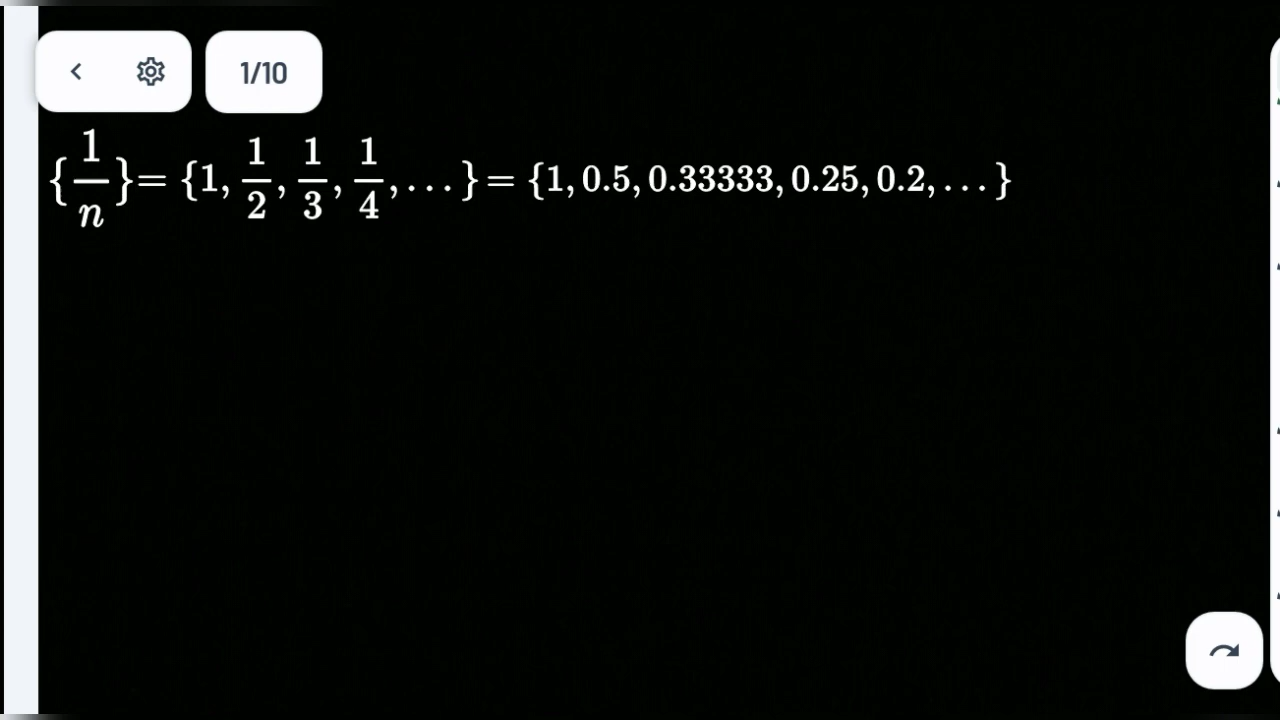 1/10
{1/n} = {1, 1/2, 1/3, 1/4, ...} = {1, 0.5, 0.33333, 0.25, 0.2, ...}